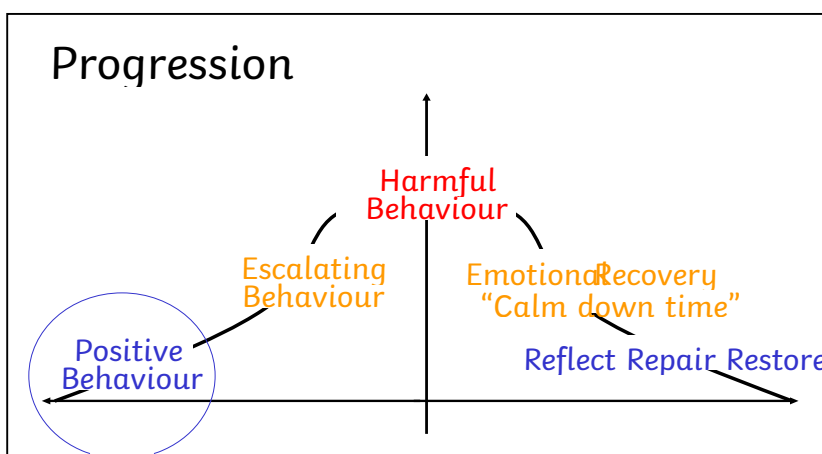 Progression
Harmful
Behaviour
Escalating
Behaviour
Emotional Recovery
“Calm down time”
Positive
Behaviour
Reflect Repair Restore